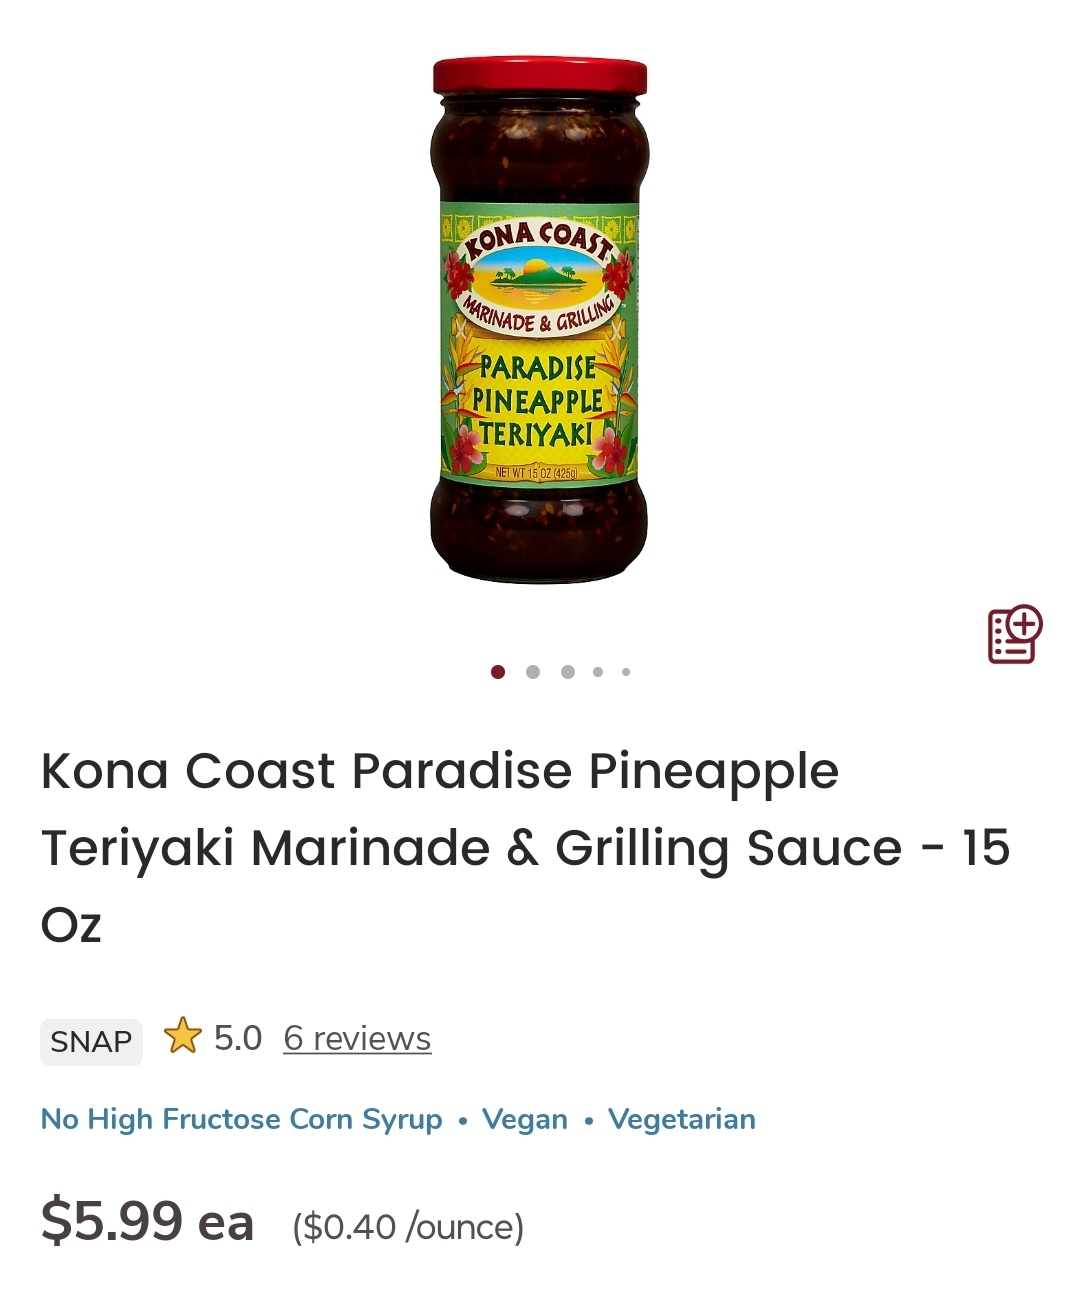 KONA COAST
MARINADE & GRILLING
PARADISE
PINEAPPLE
TERIYAKI
NET WT 15 OZ (425g)
Kona Coast Paradise Pineapple
Teriyaki Marinade & Grilling Sauce - 15
Oz
SNAP 5.0 6 reviews
No High Fructose Corn Syrup • Vegan • Vegetarian
$5.99 ea ($0.40 /ounce)